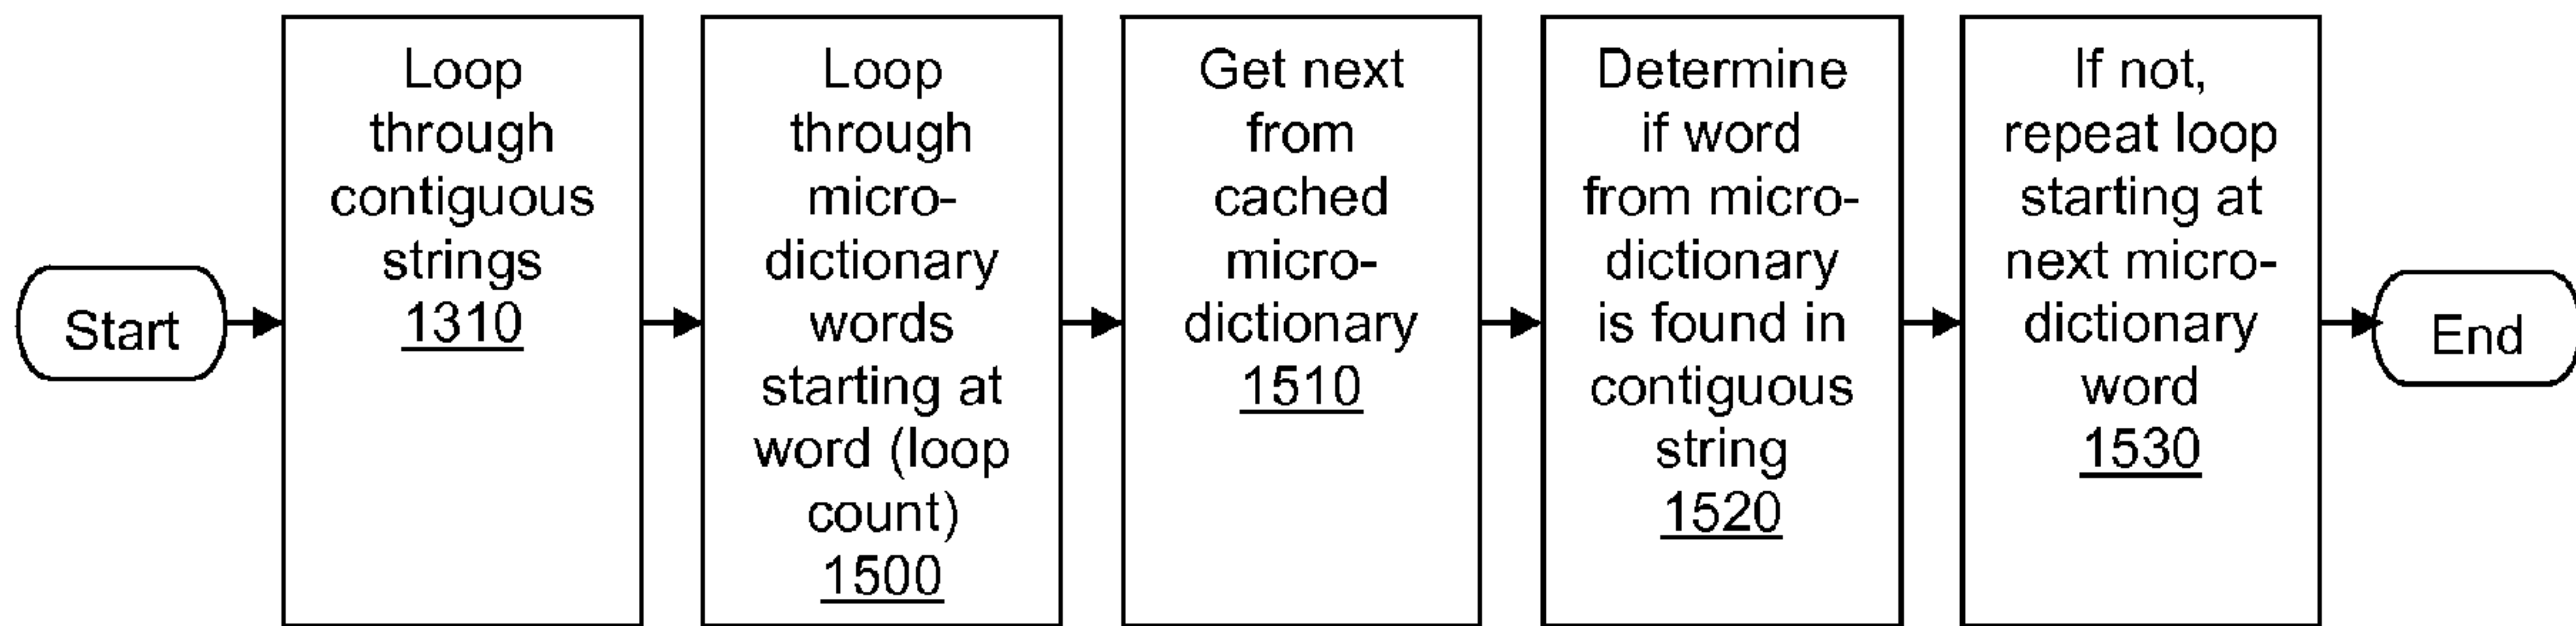 Start
Loop
through
contiguous
strings
1310
Loop
through
micro-
dictionary
words
starting at
word (loop
count)
1500
Get next
from
cached
micro-
dictionary
1510
Determine
if word
from micro-
dictionary
is found in
contiguous
string
1520
If not,
repeat loop
starting at
next micro-
dictionary
word
1530
End